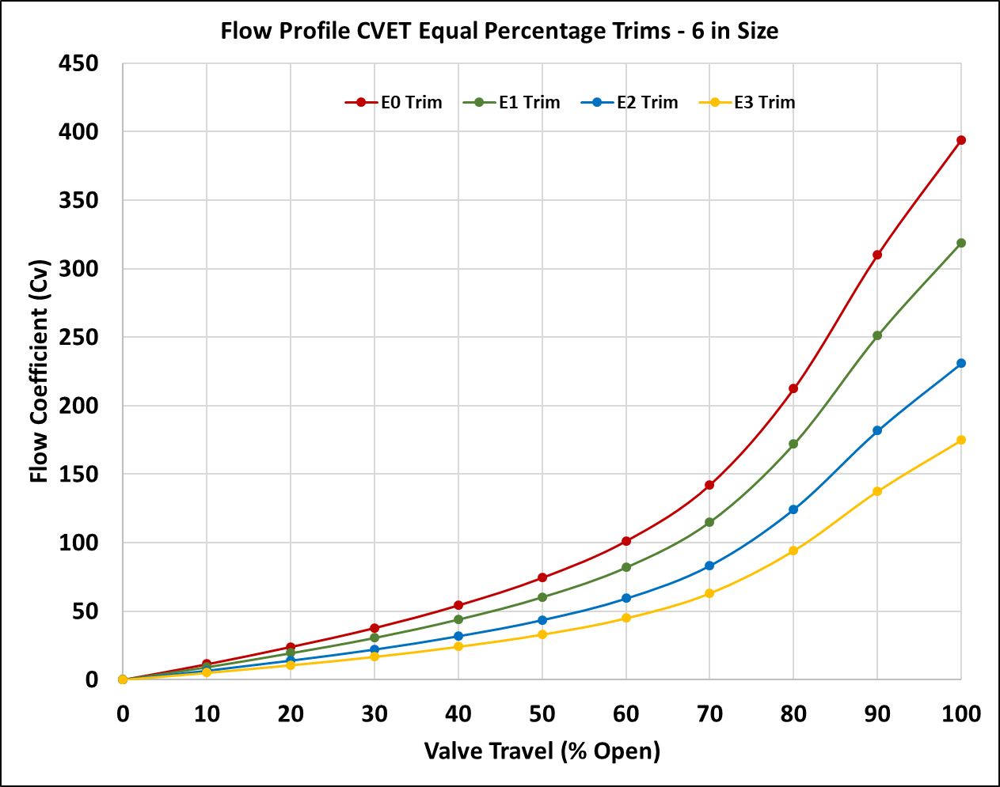 Flow Profile CVET Equal Percentage Trims - 6 in Size
450
E0 Trim E1 Trim E2 Trim E3 Trim
400
350
300
250
200
150
100
50
0
Flow Coefficient (Cv)
0 10 20 30 40 50 60 70 80 90 100
Valve Travel (% Open)